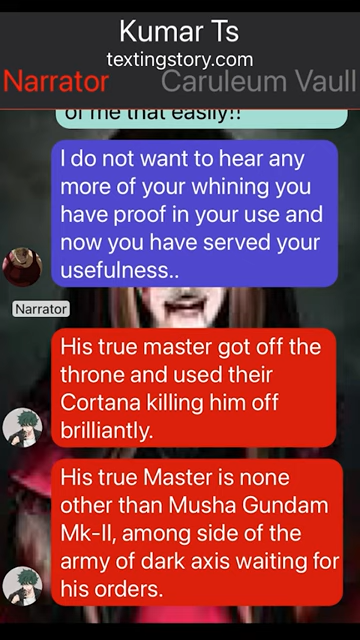 Kumar Ts
textingstory.com
Narrator Caruleum Vaull
of me that easily!!
I do not want to hear any
more of your whining you
have proof in your use and
now you have served your
usefulness..
Narrator
His true master got off the
throne and used their
Cortana killing him off
brilliantly.
His true Master is none
other than Musha Gundam
Mk-II, among side of the
army of dark axis waiting for
his orders.